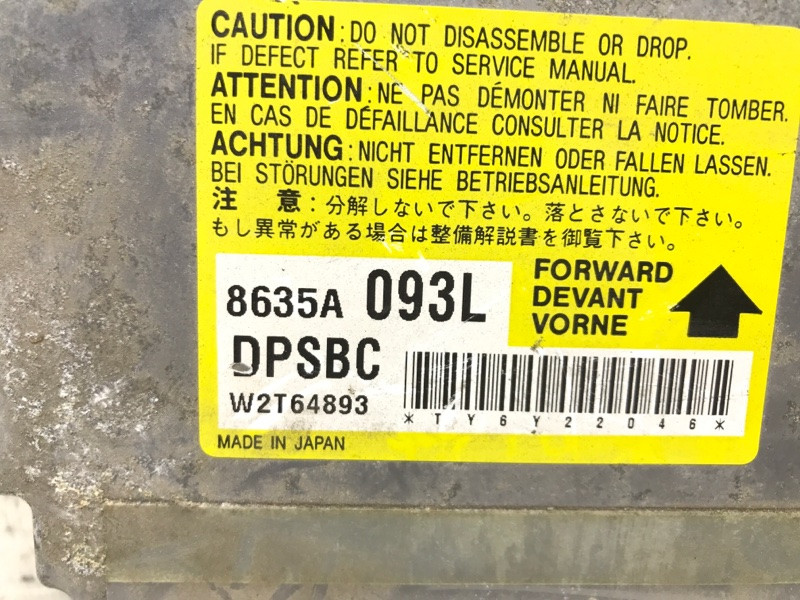 CAUTION : DO NOT DISASSEMBLE OR DROP.
IF DEFECT REFER TO SERVICE MANUAL.
ATTENTION : NE PAS DÉMONTER NI FAIRE TOMBER.
EN CAS DE DÉFAILLANCE CONSULTER LA NOTICE.
ACHTUNG : NICHT ENTFERNEN ODER FALLEN LASSEN.
BEI STÖRUNGEN SIEHE BETRIEBSANLEITUNG.
注 意 : 分解しないで下さい。落とさないで下さい。
もし異常がある場合は整備解説書を御覧下さい。
8635A 093L
DPSBC
W2T64893
*TY6Y22046*
MADE IN JAPAN
FORWARD
DEVANT
VORNE